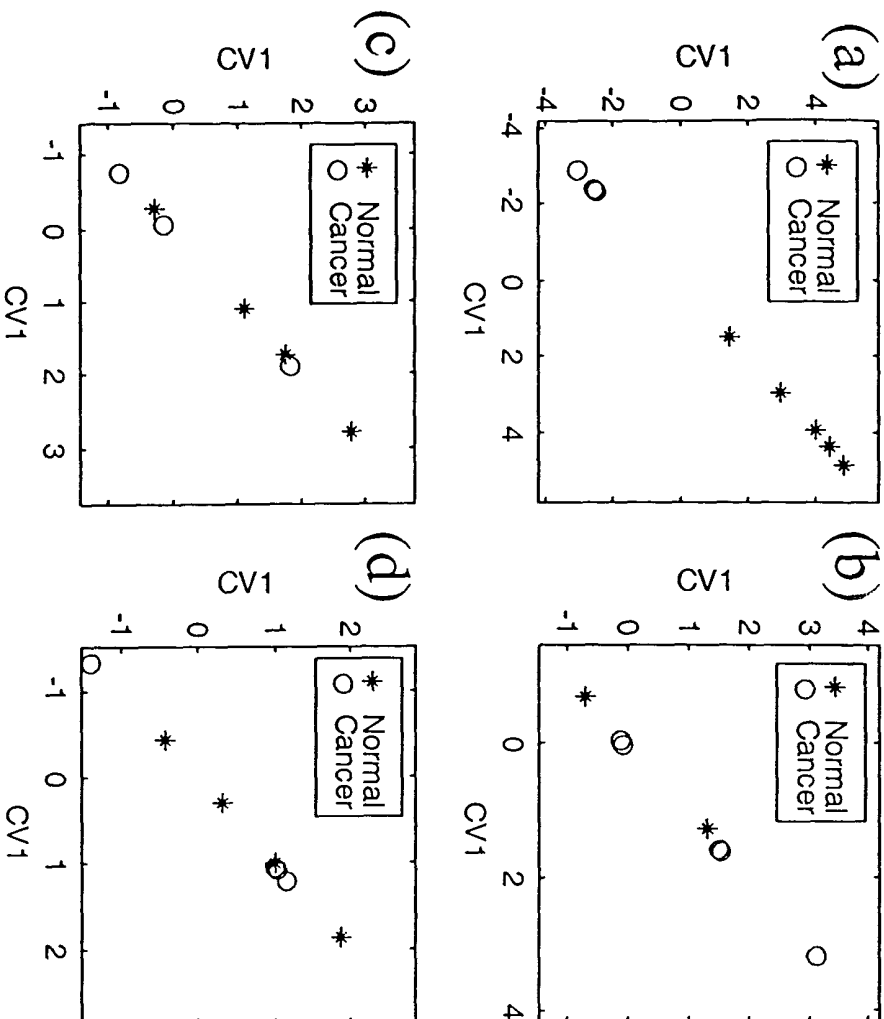 (a)
CV1
4
2
0
-2
-4
Normal
Cancer
-4 -2 0 2 4
CV1
(b)
CV1
4
3
2
1
0
-1
Normal
Cancer
0 2 4
CV1
(c)
CV1
3
2
1
0
-1
Normal
Cancer
-1 0 1 2 3
CV1
(d)
CV1
2
1
0
-1
Normal
Cancer
-1 0 1 2
CV1